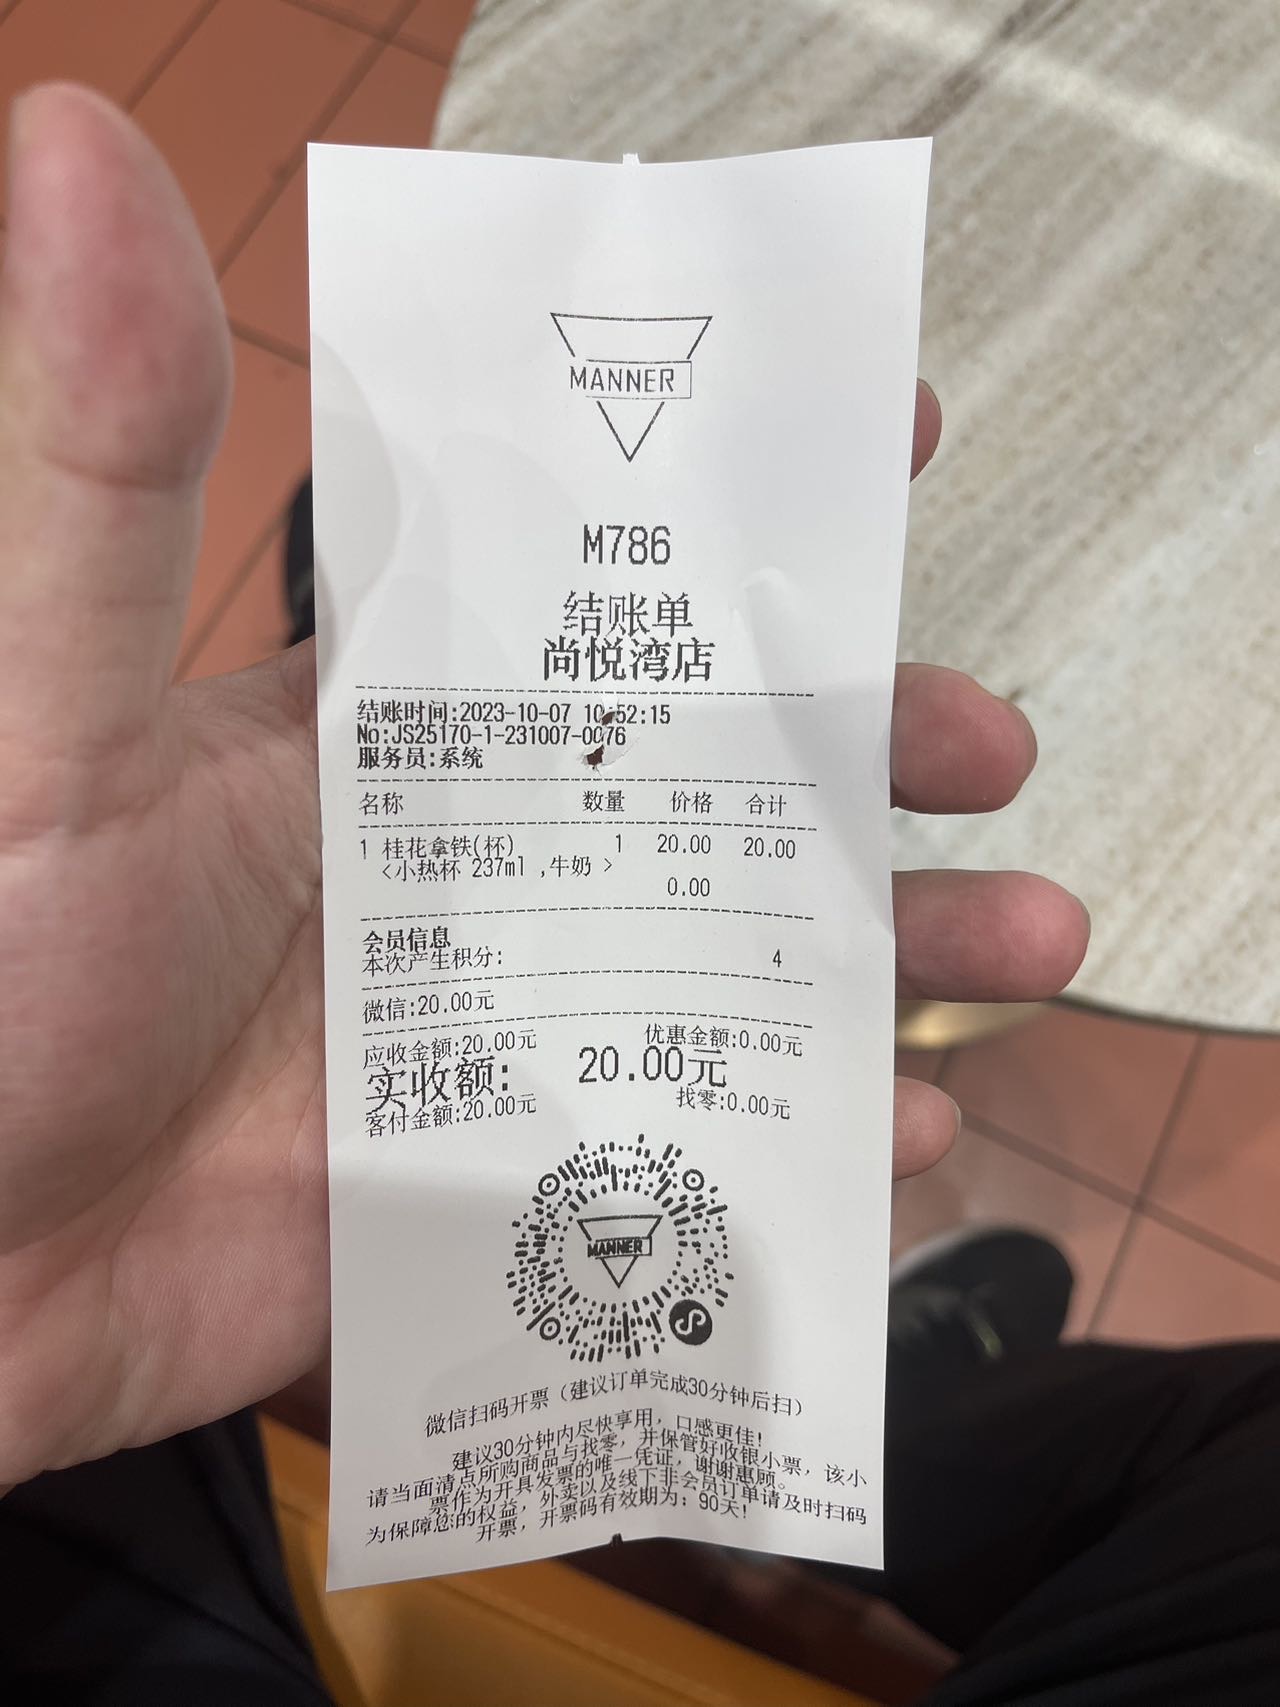 MANNER
M786
结账单
尚悦湾店
结账时间:2023-10-07 10:52:15
No:JS25170-1-231007-0076
服务员:系统
名称 数量 价格 合计
1 桂花拿铁(杯) 1 20.00 20.00
<小热杯 237ml ,牛奶 >
0.00
会员信息
本次产生积分: 4
微信:20.00元
应收金额:20.00元 优惠金额:0.00元
实收额: 20.00元
客付金额:20.00元 找零:0.00元
MANNER
微信扫码开票（建议订单完成30分钟后扫）
建议30分钟内尽快享用，口感更佳！
请当面清点所购商品与找零，并保管好收银小票，该小
票作为开具发票的唯一凭证，谢谢惠顾。
为保障您的权益，外卖以及线下非会员订单请及时扫码
开票，开票码有效期为：90天！